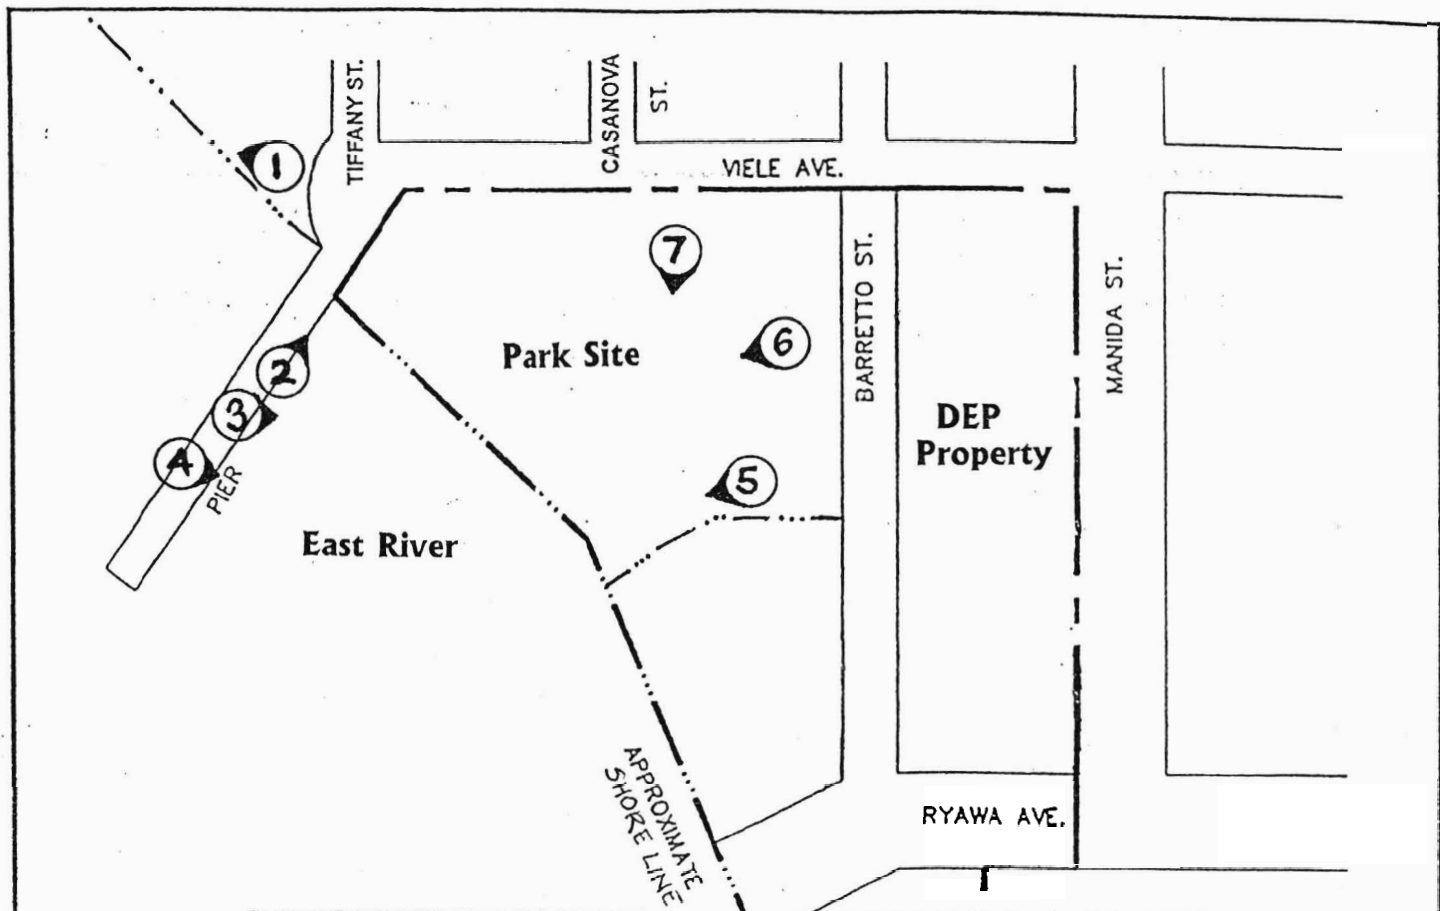 TIFFANY ST.
CASANOVA
ST.
VIELE AVE.
1
7
Park Site
6
BARRETTO ST.
MANIDA ST.
2
3
4
PIER
DEP
Property
5
East River
APPROXIMATE
SHORE LINE
RYAWA AVE.